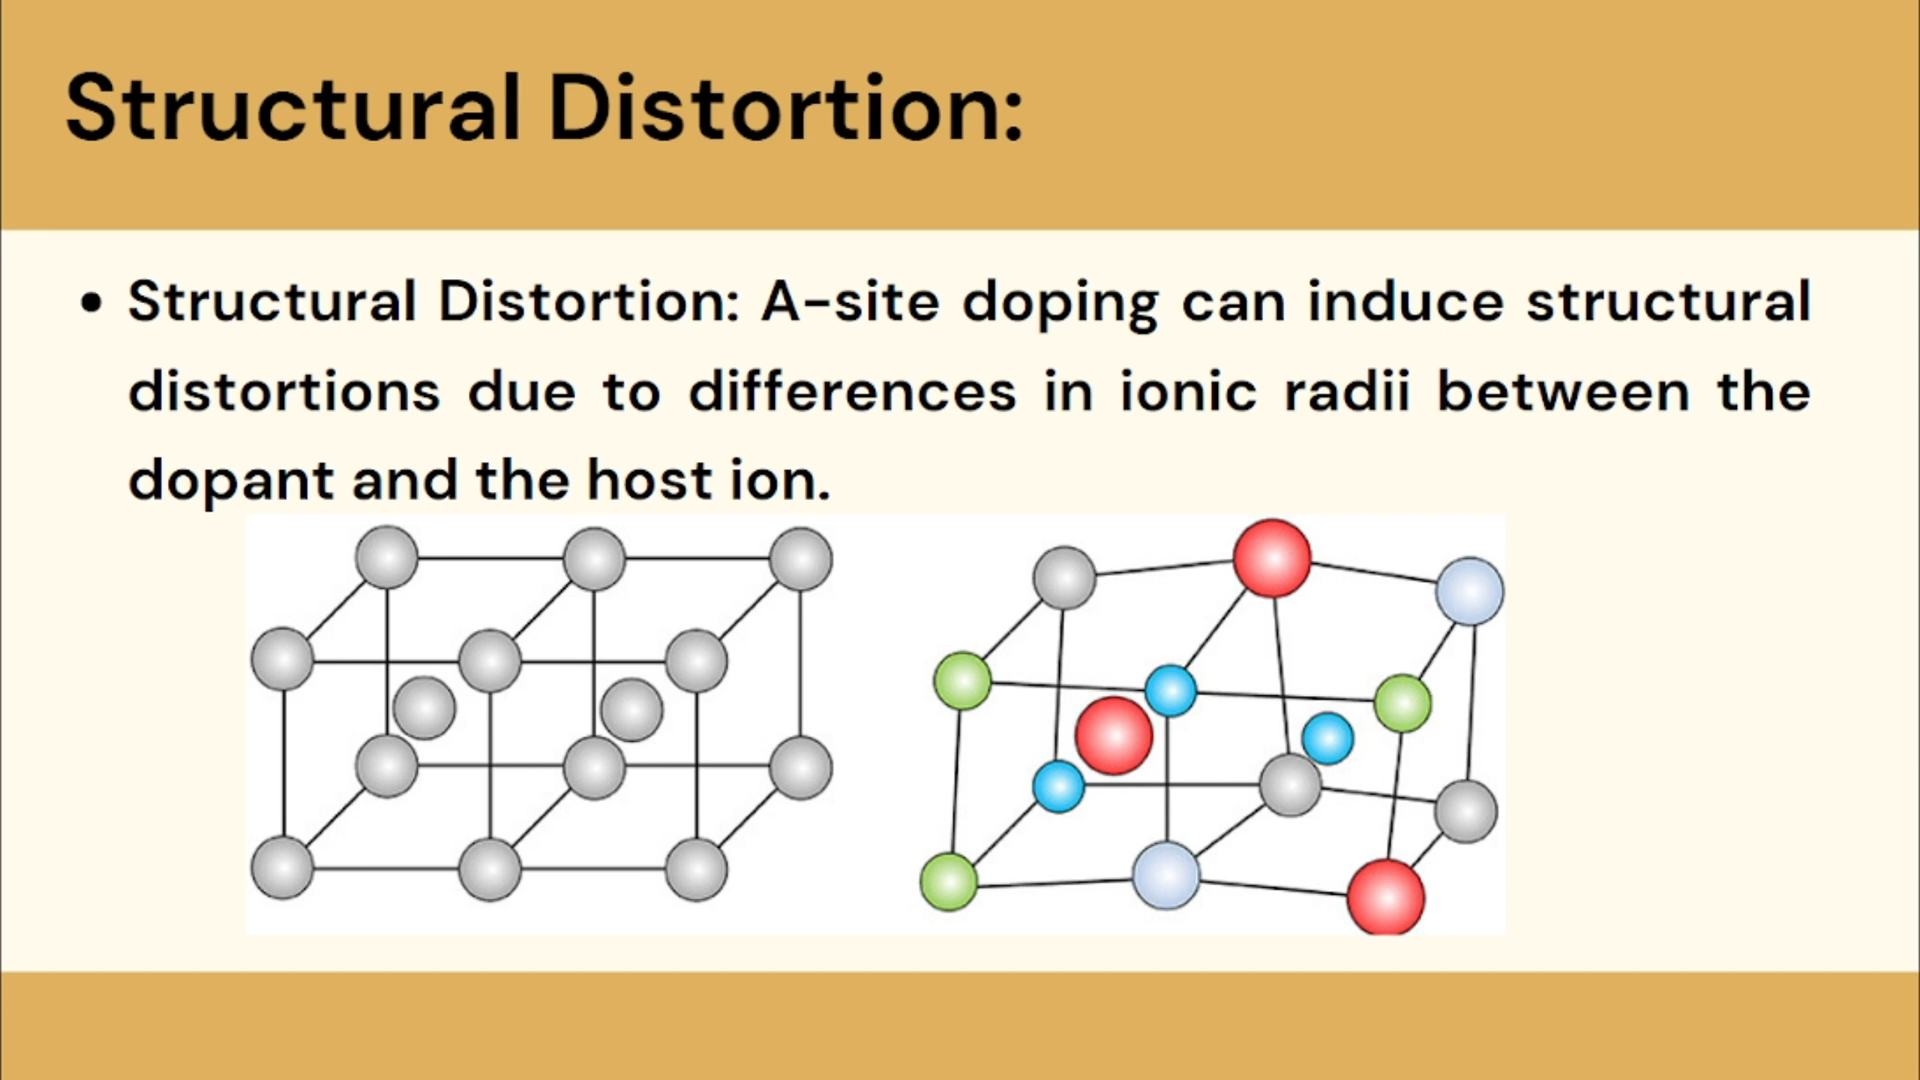 Structural Distortion:
• Structural Distortion: A-site doping can induce structural
distortions due to differences in ionic radii between the
dopant and the host ion.